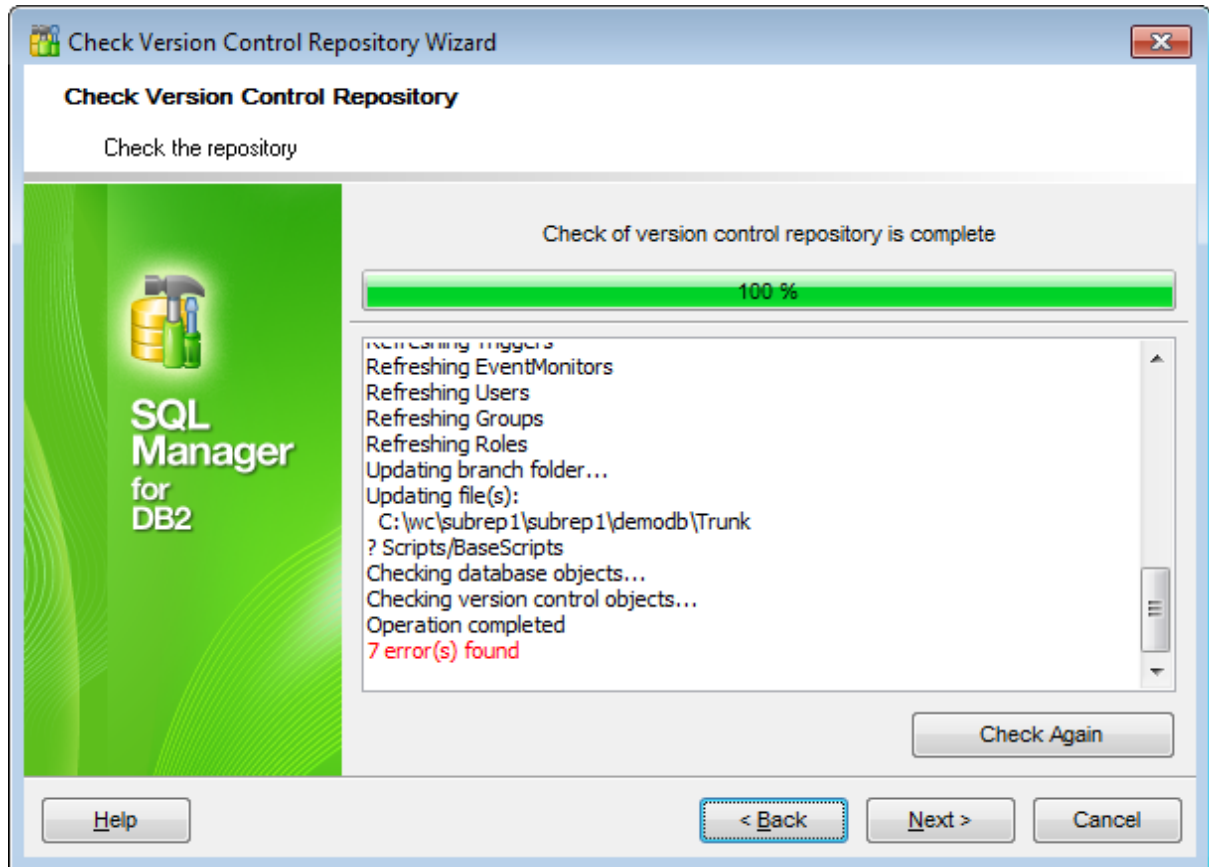 Check Version Control Repository Wizard
Check Version Control Repository
Check the repository
Check of version control repository is complete
100 %
SQL
Manager
for
DB2
Refreshing Triggers
Refreshing EventMonitors
Refreshing Users
Refreshing Groups
Refreshing Roles
Updating branch folder...
Updating file(s):
C:\wc\subrep1\subrep1\demodb\Trunk
? Scripts/BaseScripts
Checking database objects...
Checking version control objects...
Operation completed
7 error(s) found
Check Again
Help
< Back
Next >
Cancel